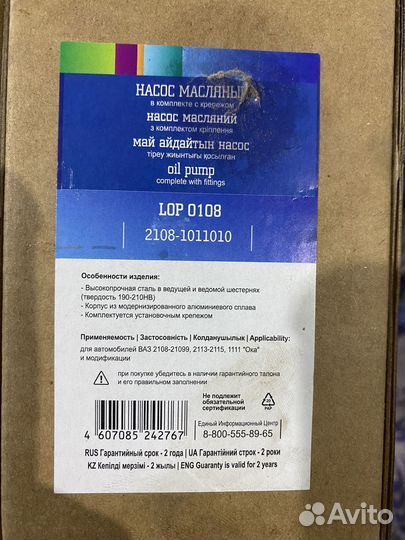 НАСОС МАСЛЯНЫЙ
в комплекте с крепежом
насос масляний
з комплектом кріплення
май айдайтын насос
тіреу жиынтығы қосылған
oil pump
complete with fittings
LOP 0108
2108-1011010
Особенности изделия:
- Высокопрочная сталь в ведущей и ведомой шестернях
(твердость 190-210НВ)
- Корпус из модернизированного алюминиевого сплава
- Комплектуется установочным крепежом
Применяемость | Застосовність | Колданушылык | Applicability:
для автомобилей ВАЗ 2108-21099, 2113-2115, 1111 "Ока"
и модификации
при покупке убедитесь в наличии гарантийного талона
и его правильном заполнении
Не подлежит
обязательной
сертификации
20
PAP
4 607085 242767
Единый Информационный Центр
8-800-555-89-65
RUS Гарантийный срок - 2 года | UA Гарантійний строк - 2 роки
KZ Кепілді мерзімі - 2 жылы | ENG Guaranty is valid for 2 years
Avito